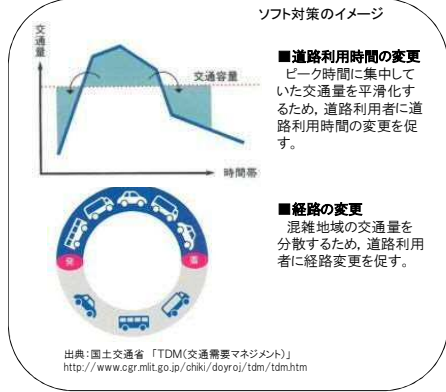 ソフト対策のイメージ
交通量
交通容量
時間帯
■道路利用時間の変更
ピーク時間に集中して
いた交通量を平滑化す
るため，道路利用者に道
路利用時間の変更を促
す。
発
着
■経路の変更
混雑地域の交通量を
分散するため，道路利用
者に経路変更を促す。
出典：国土交通省 「TDM(交通需要マネジメント)」
http://www.cgr.mlit.go.jp/chiki/doyroj/tdm/tdm.htm